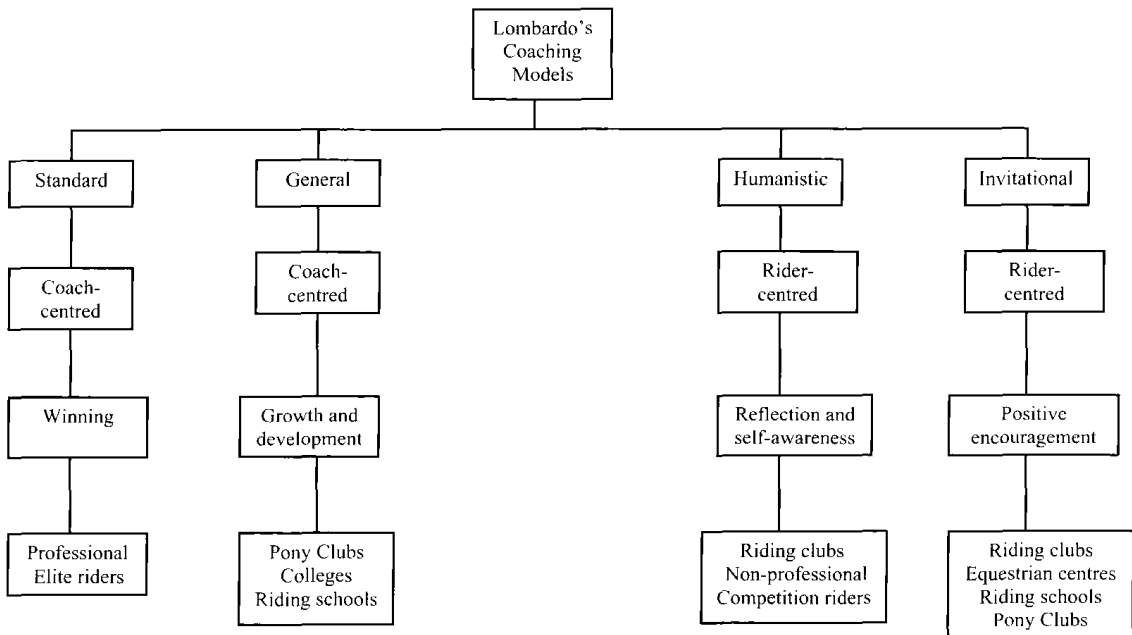 Lombardo's
Coaching
Models
Standard
General
Humanistic
Invitational
Coach-
centred
Coach-
centred
Rider-
centred
Rider-
centred
Winning
Growth and
development
Reflection and
self-awareness
Positive
encouragement
Professional
Elite riders
Pony Clubs
Colleges
Riding schools
Riding clubs
Non-professional
Competition riders
Riding clubs
Equestrian centres
Riding schools
Pony Clubs